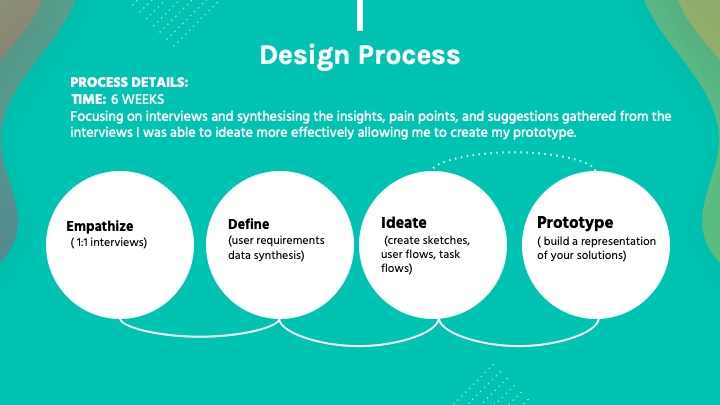 Design Process
PROCESS DETAILS:
TIME: 6 WEEKS
Focusing on interviews and synthesising the insights, pain points, and suggestions gathered from the
interviews I was able to ideate more effectively allowing me to create my prototype.
Empathize
( 1:1 interviews)
Define
(user requirements
data synthesis)
Ideate
(create sketches,
user flows, task
flows)
Prototype
( build a representation
of your solutions)